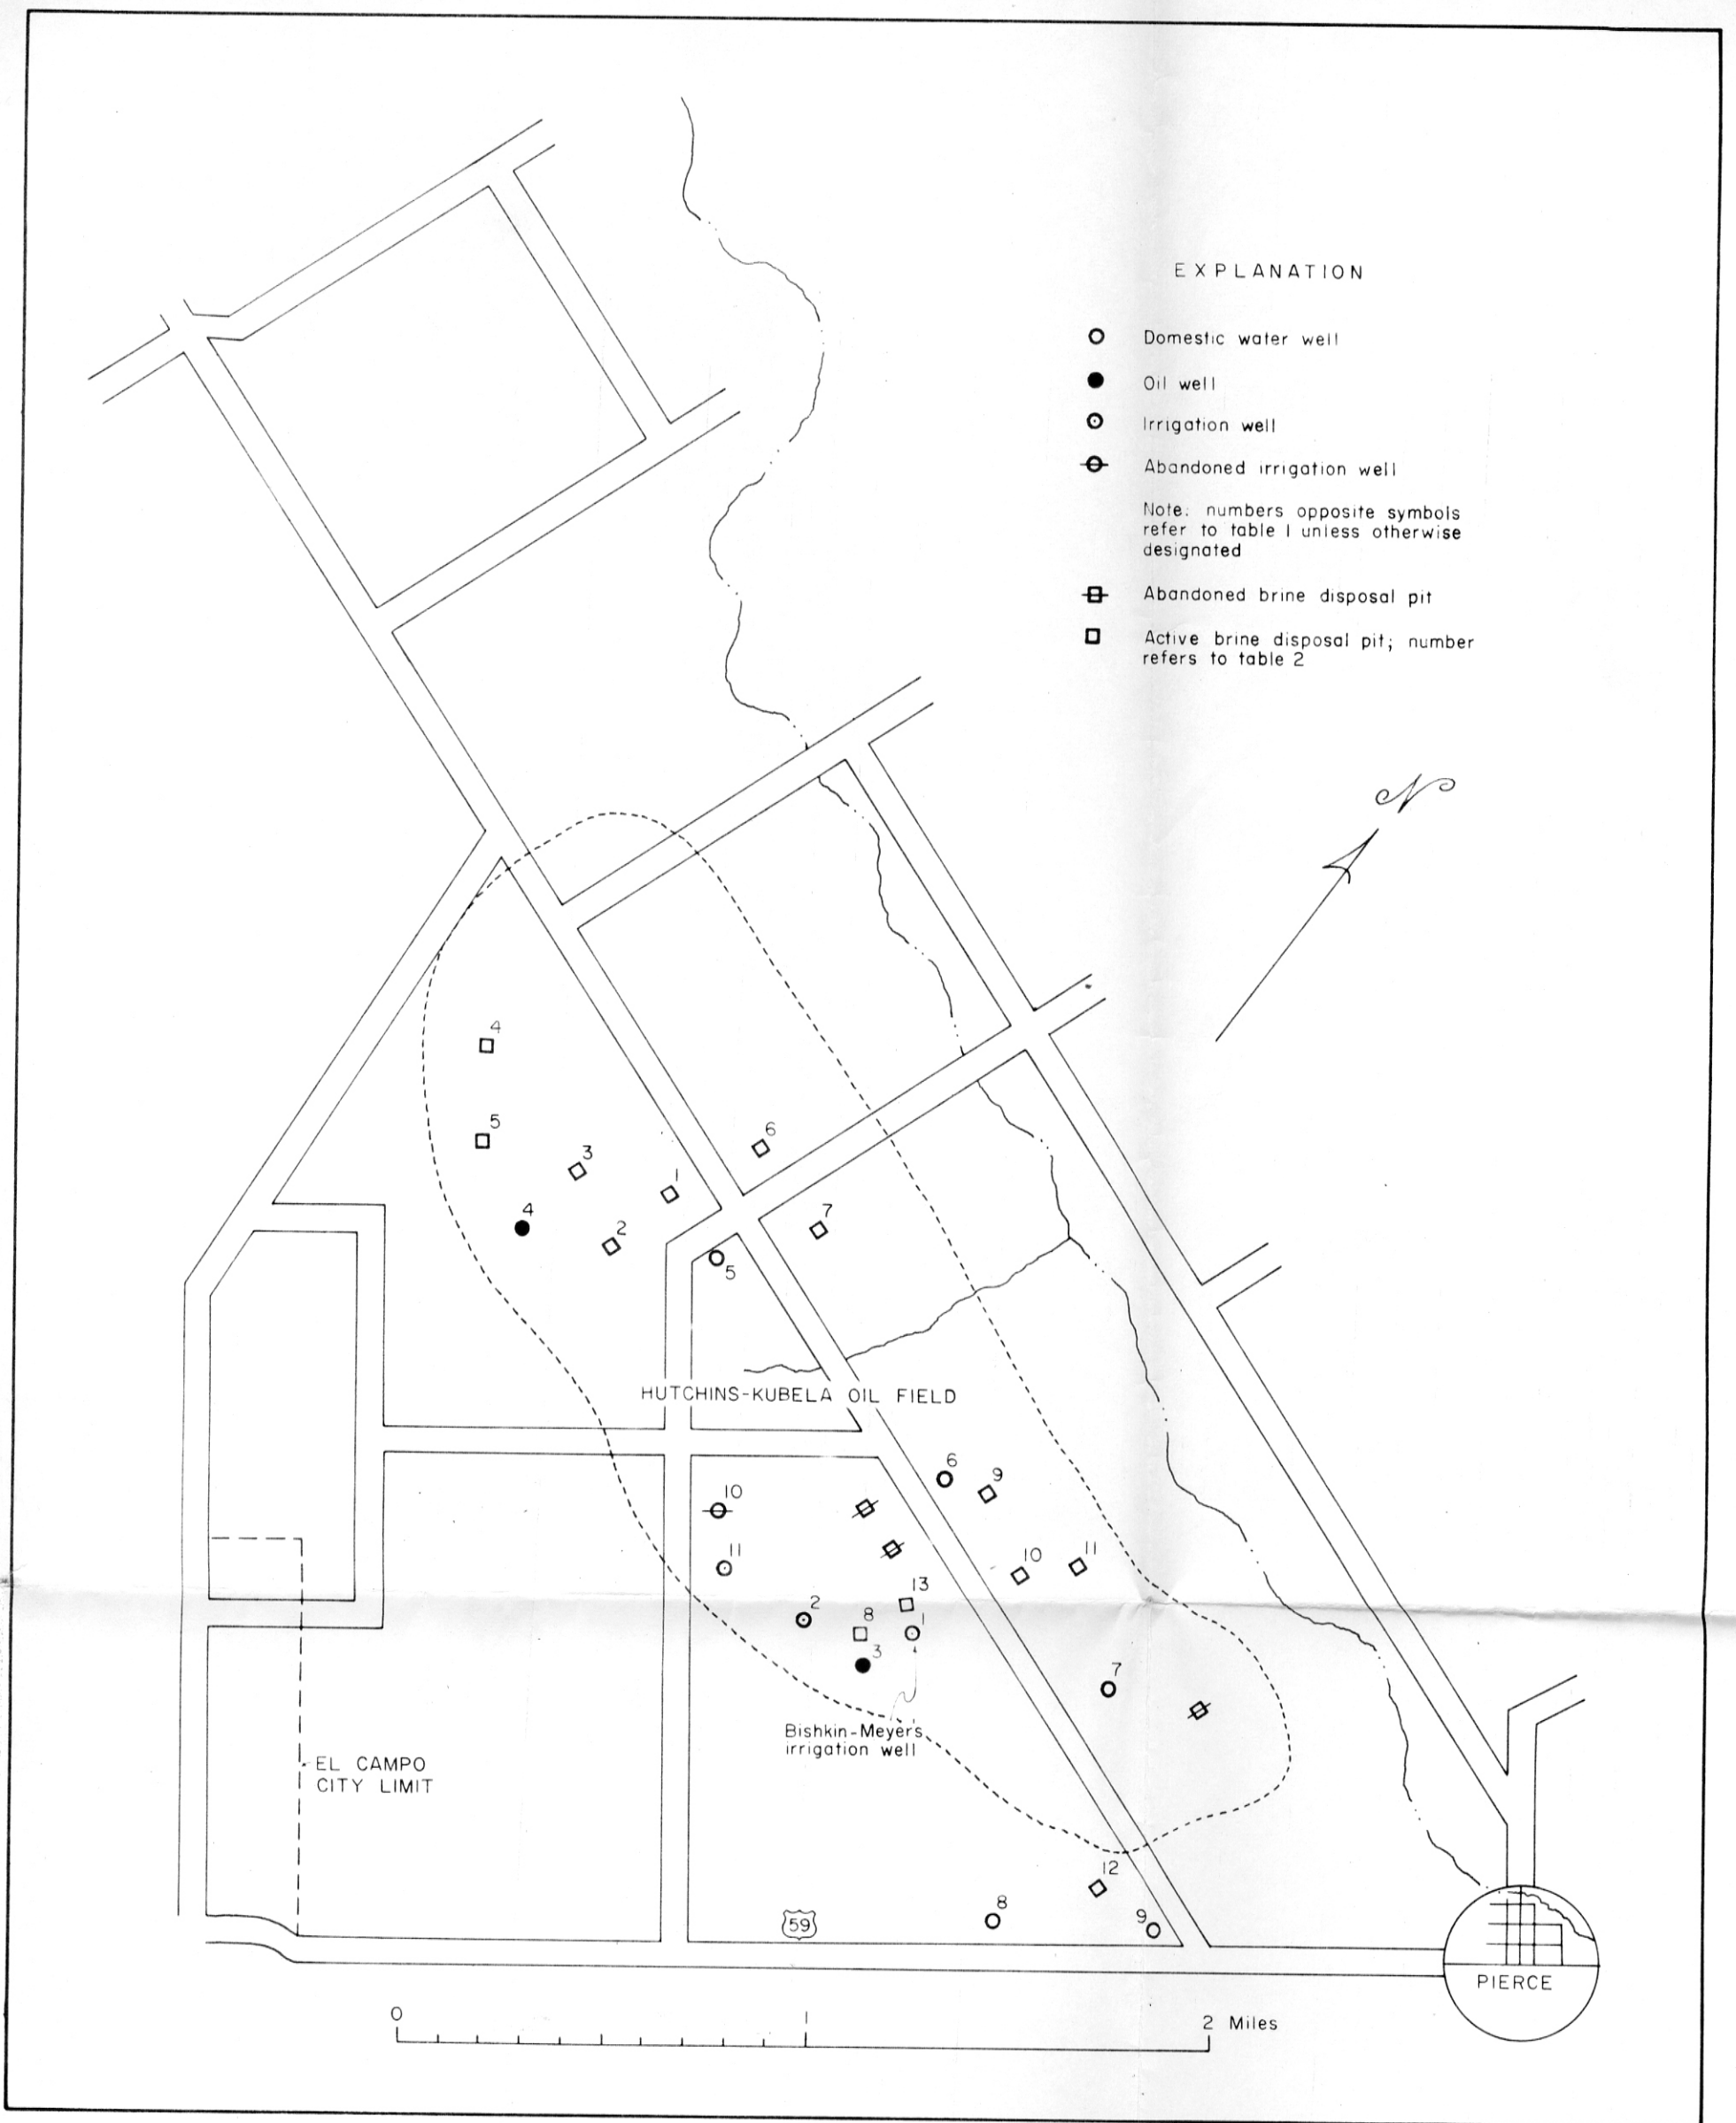 EXPLANATION
Domestic water well
Oil well
Irrigation well
Abandoned irrigation well
Note: numbers opposite symbols
refer to table 1 unless otherwise
designated
Abandoned brine disposal pit
Active brine disposal pit; number
refers to table 2
N
4
5
3
1
6
4
2
7
5
HUTCHINS-KUBELA OIL FIELD
6
9
10
11
10
11
2
13
8
1
3
7
Bishkin-Meyers
irrigation well
EL CAMPO
CITY LIMIT
12
8
9
59
PIERCE
0
1
2 Miles